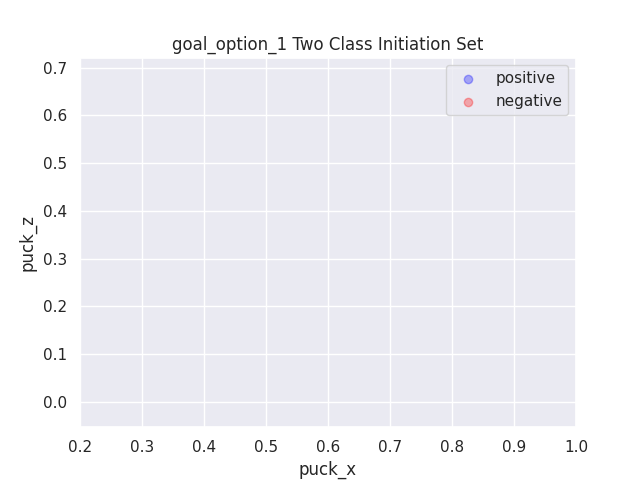 goal_option_1 Two Class Initiation Set
positive
negative
0.7
0.6
0.5
0.4
0.3
0.2
0.1
0.0
puck_z
0.2 0.3 0.4 0.5 0.6 0.7 0.8 0.9 1.0
puck_x